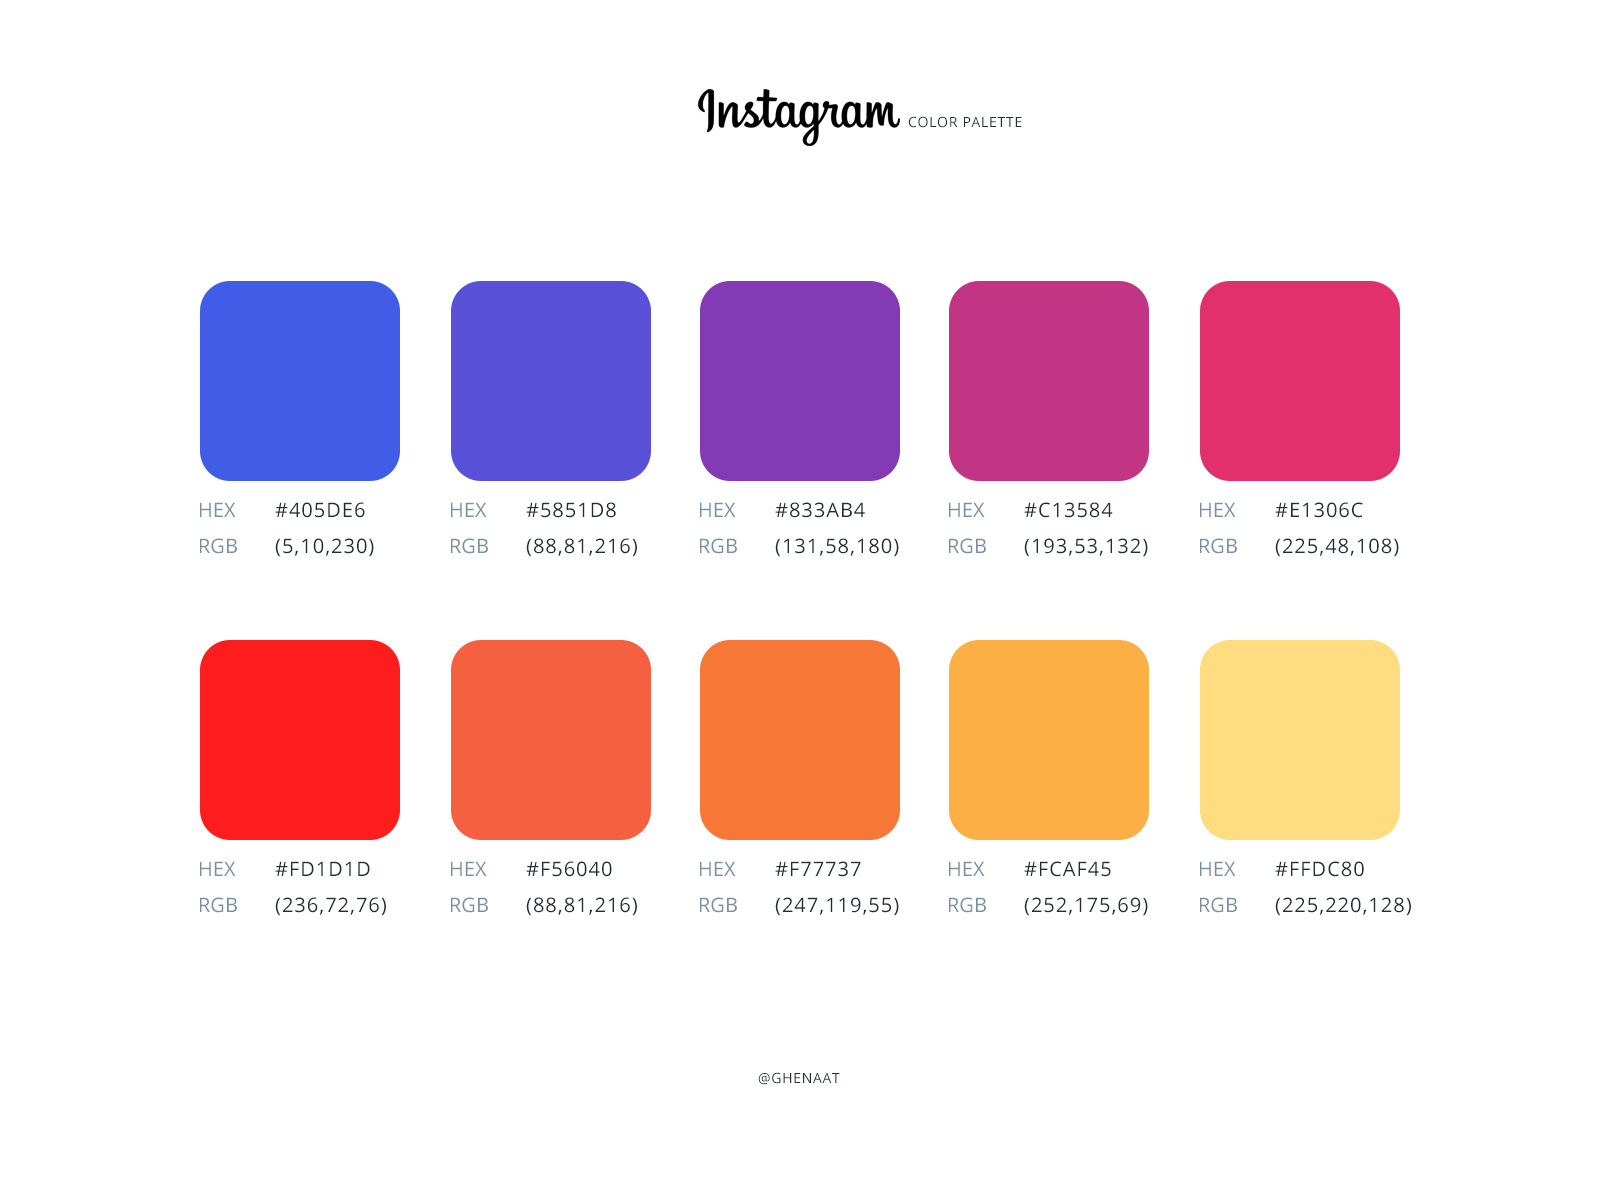 Instagram COLOR PALETTE
HEX #405DE6
RGB (5,10,230)
HEX #5851D8
RGB (88,81,216)
HEX #833AB4
RGB (131,58,180)
HEX #C13584
RGB (193,53,132)
HEX #E1306C
RGB (225,48,108)
HEX #FD1D1D
RGB (236,72,76)
HEX #F56040
RGB (88,81,216)
HEX #F77737
RGB (247,119,55)
HEX #FCAF45
RGB (252,175,69)
HEX #FFDC80
RGB (225,220,128)
@GHENAAT